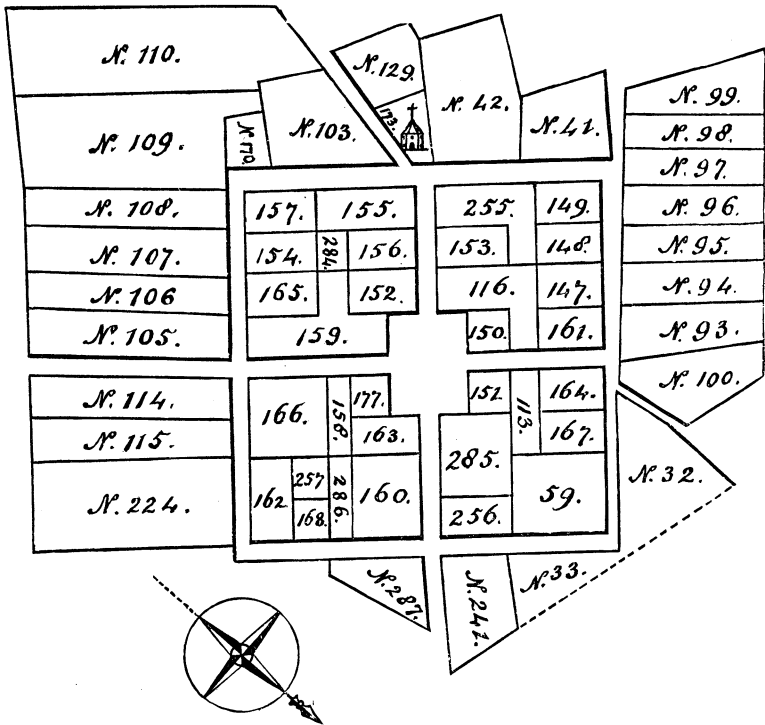 N. 110.
N. 129.
N. 42.
N. 99.
N. 109.
N. 170.
N. 103.
173.
N. 41.
N. 98.
N. 97.
N. 108.
157.
155.
255.
149.
N. 96.
N. 107.
154.
284.
156.
153.
148.
N. 95.
N. 106
165.
152.
116.
147.
N. 94.
N. 105.
159.
150.
161.
N. 93.
N. 100.
N. 114.
166.
158.
177.
151.
113.
164.
N. 115.
163.
285.
167.
N. 32.
N. 224.
162
257
168.
286.
160.
256.
59.
N. 287.
N. 241.
N. 33.